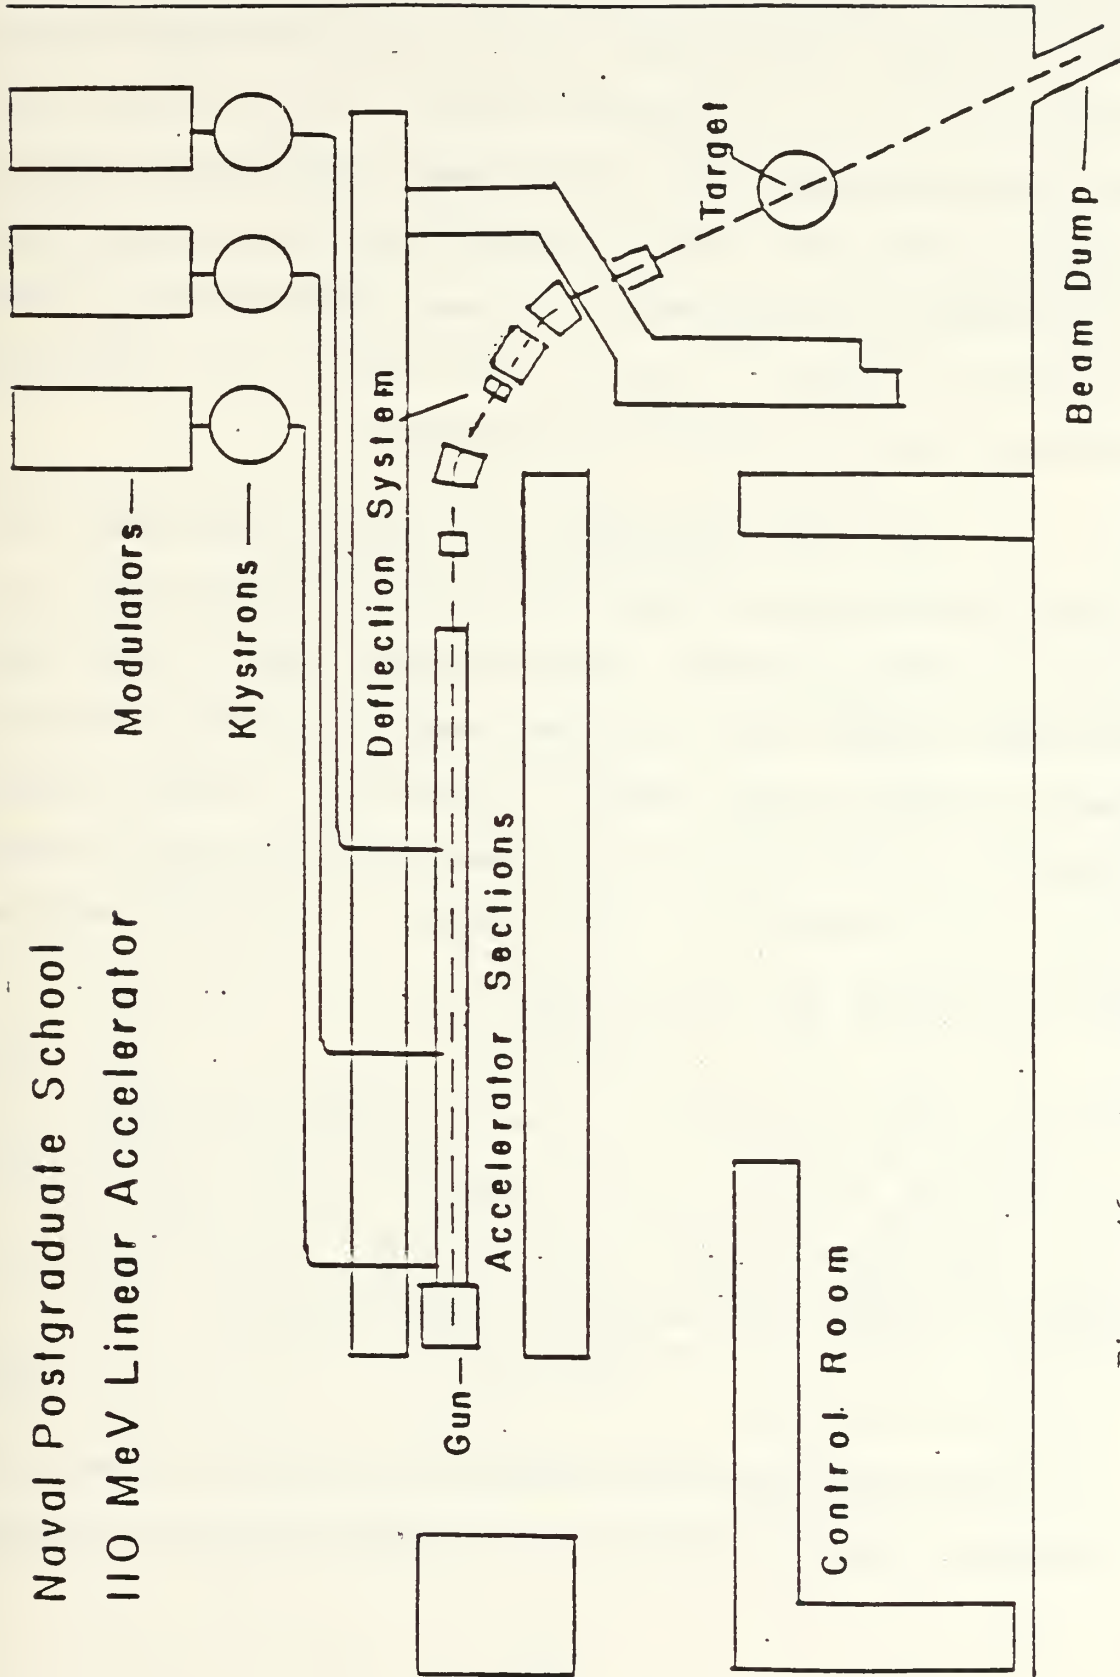 Naval Postgraduate School
110 MeV Linear Accelerator
Modulators
Klystrons
Deflection System
Accelerator Sections
Gun
Target
Beam Dump
Control Room